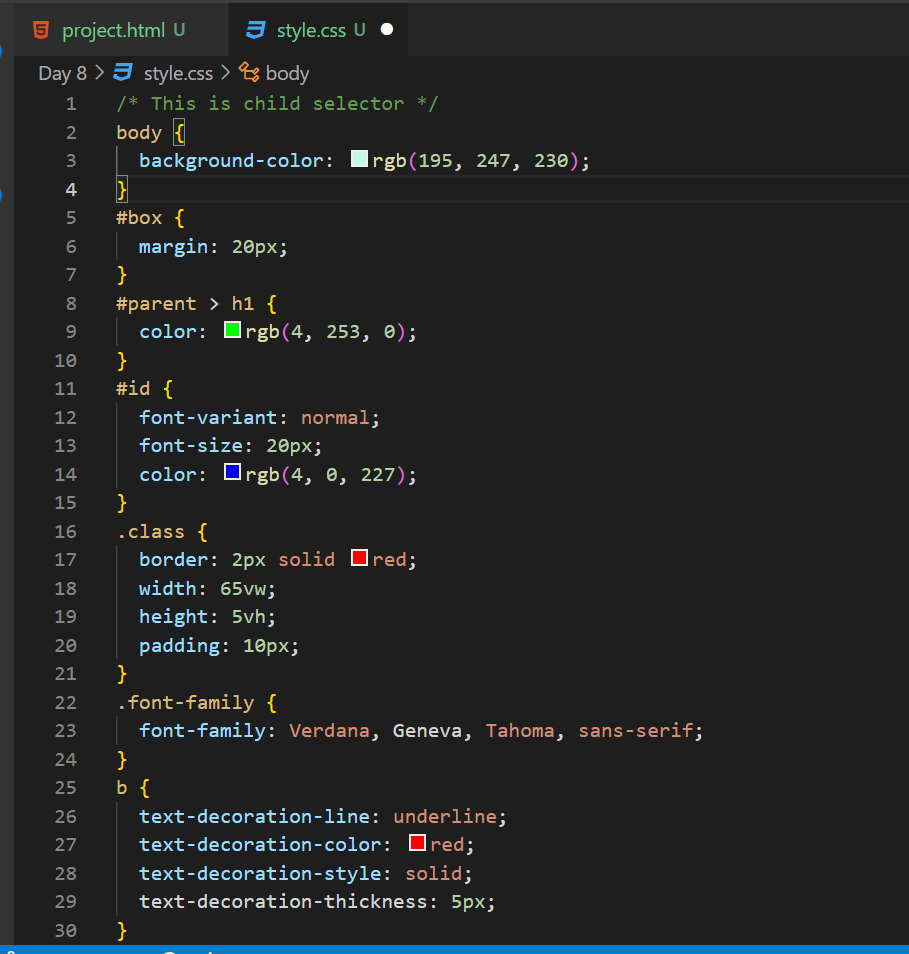 project.html U style.css U
Day 8 > style.css > body
1 /* This is child selector */
2 body {
3 background-color: rgb(195, 247, 230);
4 }
5 #box {
6 margin: 20px;
7 }
8 #parent > h1 {
9 color: rgb(4, 253, 0);
10 }
11 #id {
12 font-variant: normal;
13 font-size: 20px;
14 color: rgb(4, 0, 227);
15 }
16 .class {
17 border: 2px solid red;
18 width: 65vw;
19 height: 5vh;
20 padding: 10px;
21 }
22 .font-family {
23 font-family: Verdana, Geneva, Tahoma, sans-serif;
24 }
25 b {
26 text-decoration-line: underline;
27 text-decoration-color: red;
28 text-decoration-style: solid;
29 text-decoration-thickness: 5px;
30 }